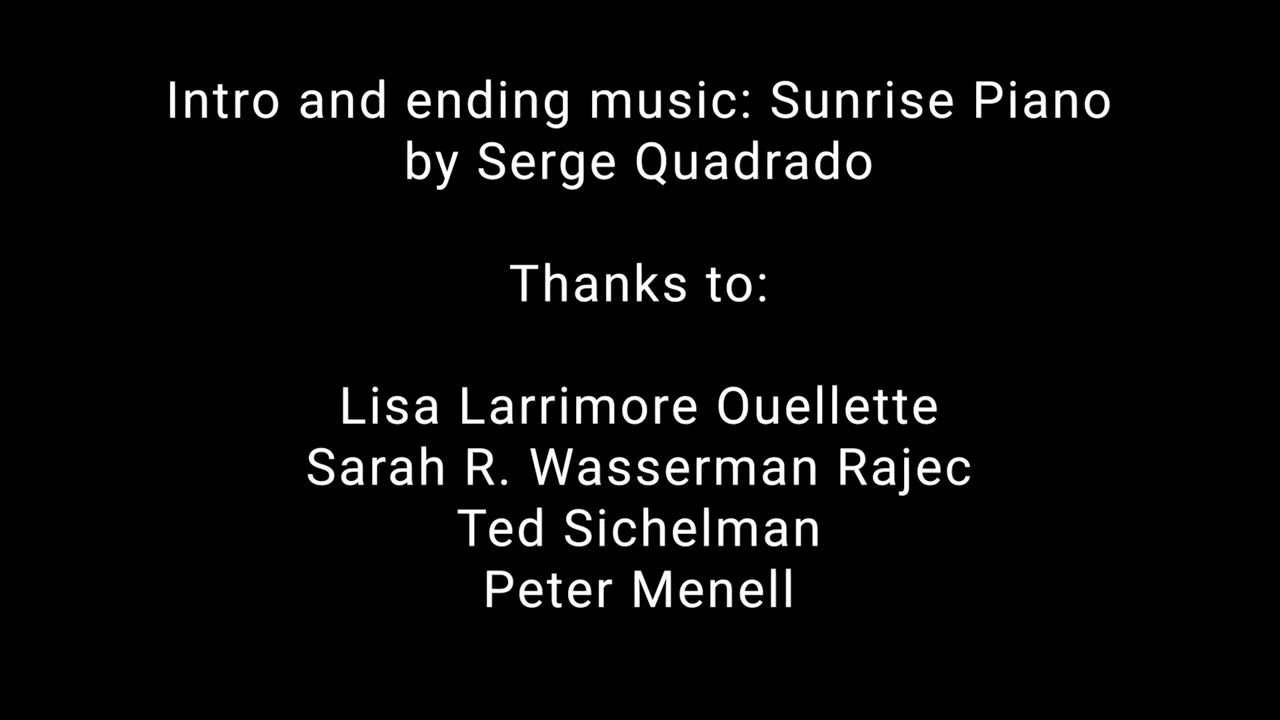 Intro and ending music: Sunrise Piano
by Serge Quadrado
Thanks to:
Lisa Larrimore Ouellette
Sarah R. Wasserman Rajec
Ted Sichelman
Peter Menell